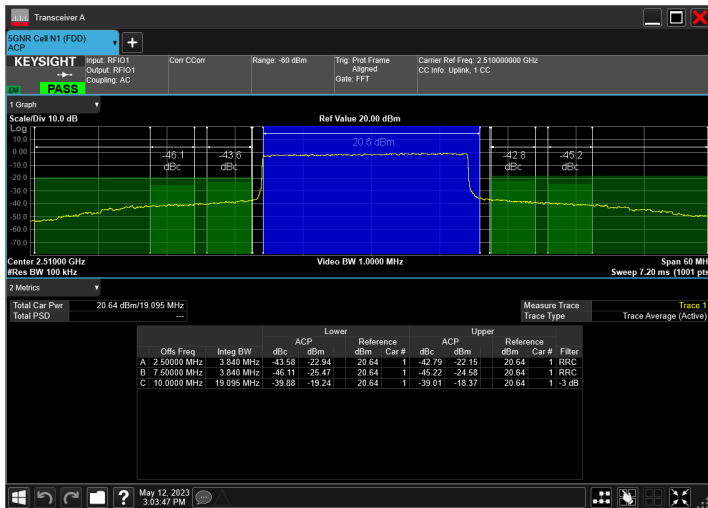 Transceiver A
5GNR Cell N1 (FDD)
ACP
KEYSIGHT
LXI
PASS
Input: RFIO1
Output: RFIO1
Coupling: AC
Corr CCorr
Range: -60 dBm
Trig: Prot Frame
Aligned
Gate: FFT
Carrier Ref Freq: 2.510000000 GHz
CC Info: Uplink, 1 CC
1 Graph
Scale/Div 10.0 dB
Ref Value 20.00 dBm
Log
10.0
0.00
-10.0
-20.0
-30.0
-40.0
-50.0
-60.0
-70.0
-46.1
dBc
-43.6
dBc
20.6 dBm
-42.8
dBc
-45.2
dBc
Center 2.51000 GHz
Video BW 1.0000 MHz
Span 60 MH
#Res BW 100 kHz
Sweep 7.20 ms (1001 pts
2 Metrics
Total Car Pwr 20.64 dBm/19.095 MHz
Total PSD ---
Measure Trace Trace 1
Trace Type Trace Average (Active)
Lower Upper
ACP Reference ACP Reference
Offs Freq Integ BW dBc dBm dBm Car # dBc dBm dBm Car # Filter
A 2.50000 MHz 3.840 MHz -43.58 -22.94 20.64 1 -42.79 -22.15 20.64 1 RRC
B 7.50000 MHz 3.840 MHz -46.11 -25.47 20.64 1 -45.22 -24.58 20.64 1 RRC
C 10.0000 MHz 19.095 MHz -39.88 -19.24 20.64 1 -39.01 -18.37 20.64 1 -3 dB
May 12, 2023
3:03:47 PM